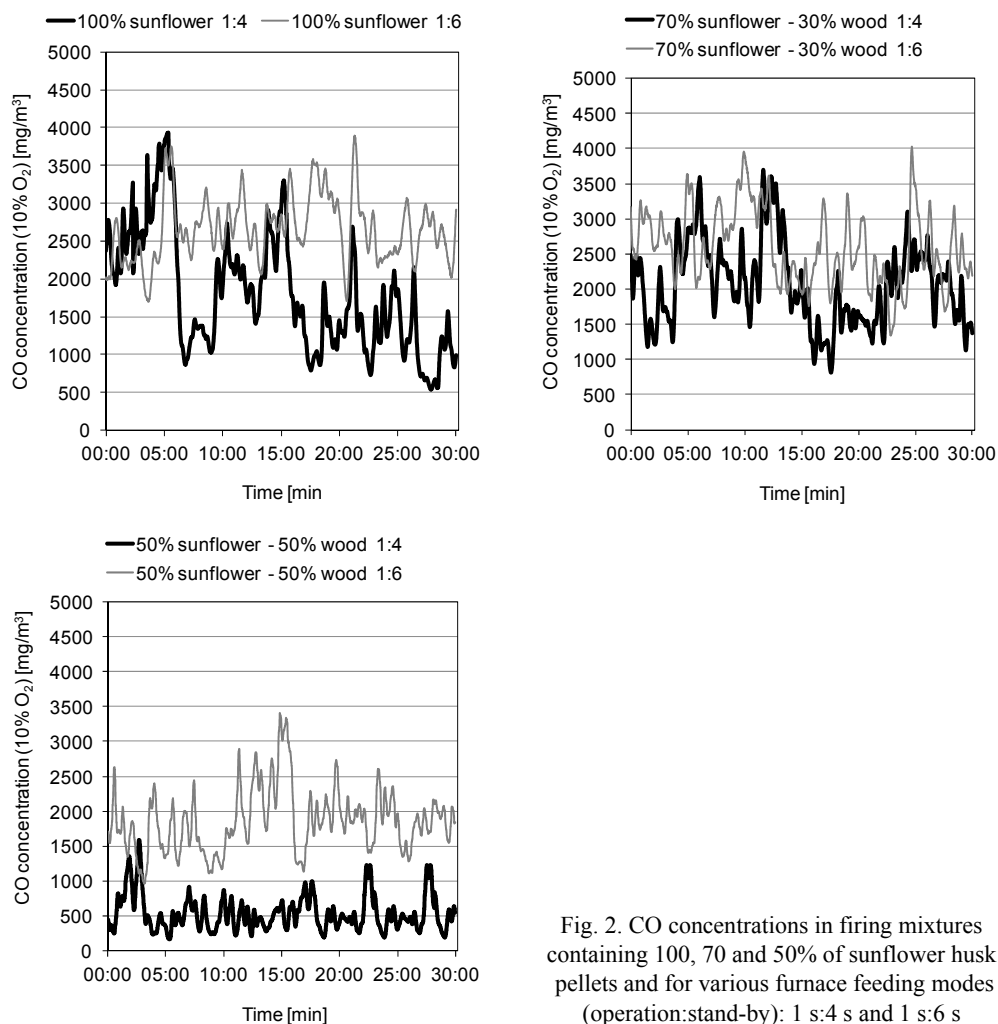 100% sunflower 1:4 100% sunflower 1:6
CO concentration (10% O₂) [mg/m³]
5000
4500
4000
3500
3000
2500
2000
1500
1000
500
0
00:00 05:00 10:00 15:00 20:00 25:00 30:00
Time [min
70% sunflower - 30% wood 1:4
70% sunflower - 30% wood 1:6
CO concentration (10% O₂) [mg/m³]
5000
4500
4000
3500
3000
2500
2000
1500
1000
500
0
00:00 05:00 10:00 15:00 20:00 25:00 30:00
Time [min]
50% sunflower - 50% wood 1:4
50% sunflower - 50% wood 1:6
CO concentration (10% O₂) [mg/m³]
5000
4500
4000
3500
3000
2500
2000
1500
1000
500
0
00:00 05:00 10:00 15:00 20:00 25:00 30:00
Time [min]
Fig. 2. CO concentrations in firing mixtures
containing 100, 70 and 50% of sunflower husk
pellets and for various furnace feeding modes
(operation:stand-by): 1 s:4 s and 1 s:6 s